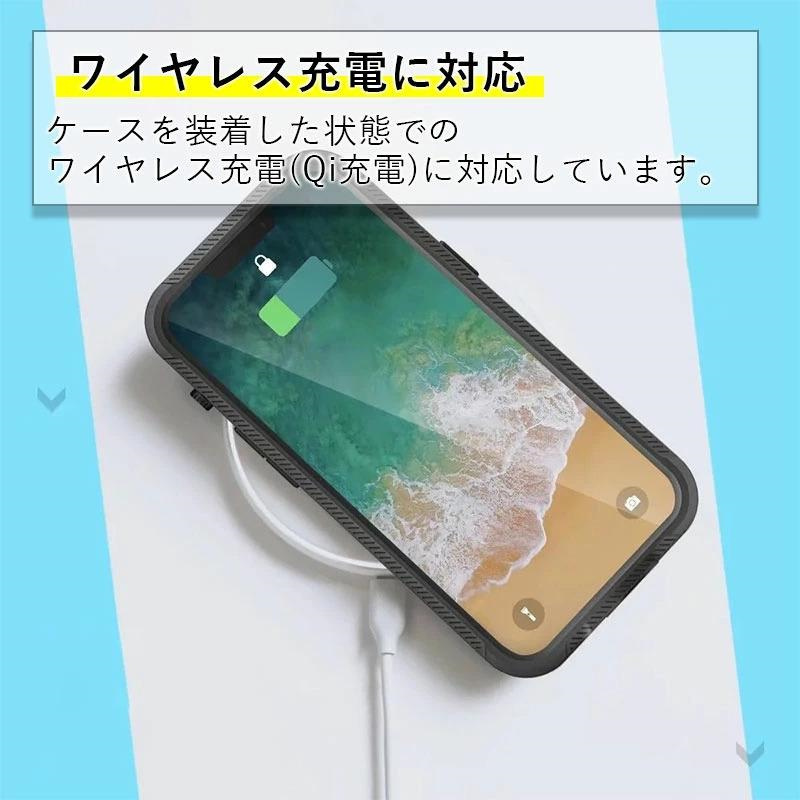 ワイヤレス充電に対応
ケースを装着した状態での
ワイヤレス充電(Qi充電)に対応しています。